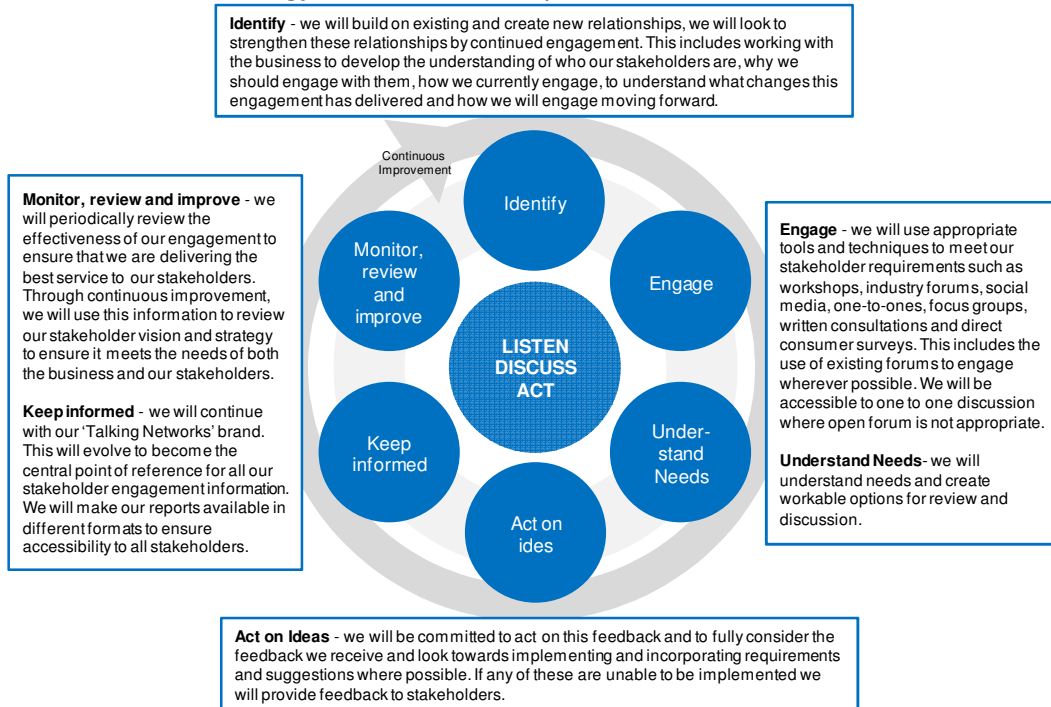 Identify - we will build on existing and create new relationships, we will look to
strengthen these relationships by continued engagement. This includes working with
the business to develop the understanding of who our stakeholders are, why we
should engage with them, how we currently engage, to understand what changes this
engagement has delivered and how we will engage moving forward.
Continuous
Improvement
Identify
Monitor,
review
and
improve
Engage
LISTEN
DISCUSS
ACT
Keep
informed
Under-
stand
Needs
Act on
ides
Monitor, review and improve - we
will periodically review the
effectiveness of our engagement to
ensure that we are delivering the
best service to our stakeholders.
Through continuous improvement,
we will use this information to review
our stakeholder vision and strategy
to ensure it meets the needs of both
the business and our stakeholders.
Keep informed - we will continue
with our 'Talking Networks' brand.
This will evolve to become the
central point of reference for all our
stakeholder engagement information.
We will make our reports available in
different formats to ensure
accessibility to all stakeholders.
Engage - we will use appropriate
tools and techniques to meet our
stakeholder requirements such as
workshops, industry forums, social
media, one-to-ones, focus groups,
written consultations and direct
consumer surveys. This includes the
use of existing forums to engage
wherever possible. We will be
accessible to one to one discussion
where open forum is not appropriate.
Understand Needs- we will
understand needs and create
workable options for review and
discussion.
Act on Ideas - we will be committed to act on this feedback and to fully consider the
feedback we receive and look towards implementing and incorporating requirements
and suggestions where possible. If any of these are unable to be implemented we
will provide feedback to stakeholders.